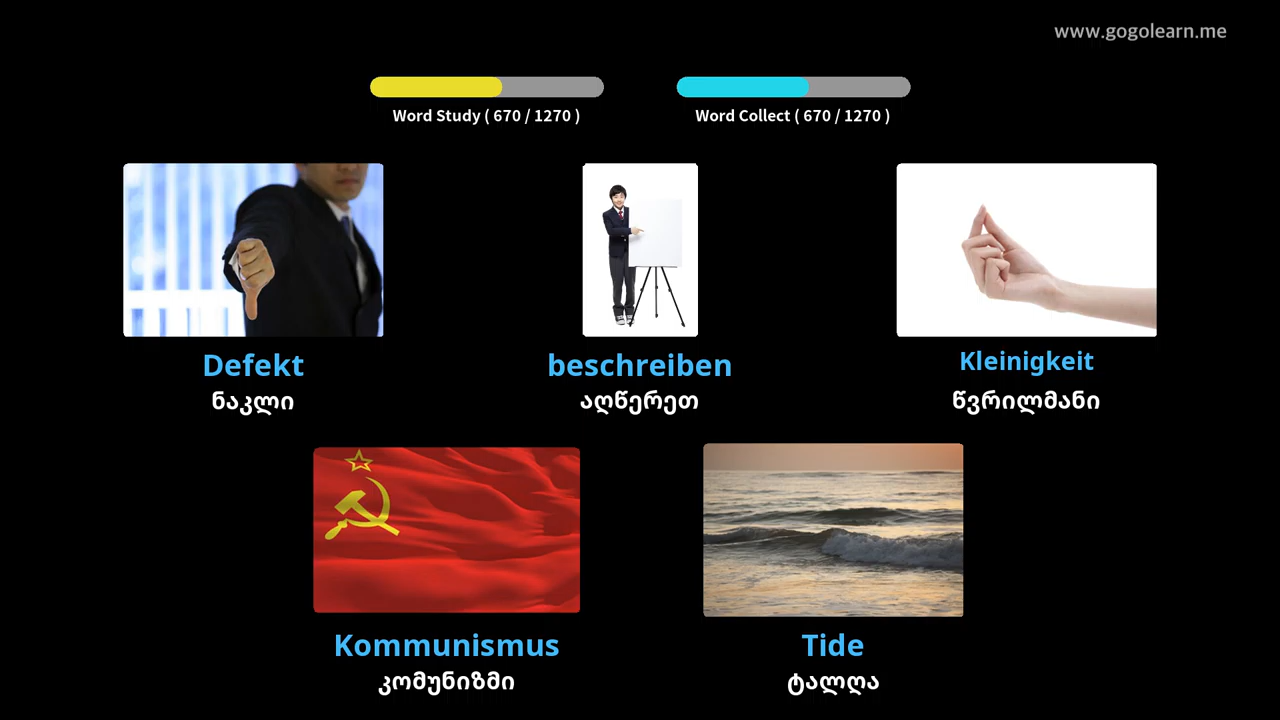 www.gogolearn.me
Word Study ( 670 / 1270 )
Word Collect ( 670 / 1270 )
Defekt
ნაკლი
beschreiben
აღწერეთ
Kleinigkeit
წვრილმანი
Kommunismus
კომუნიზმი
Tide
ტალღა